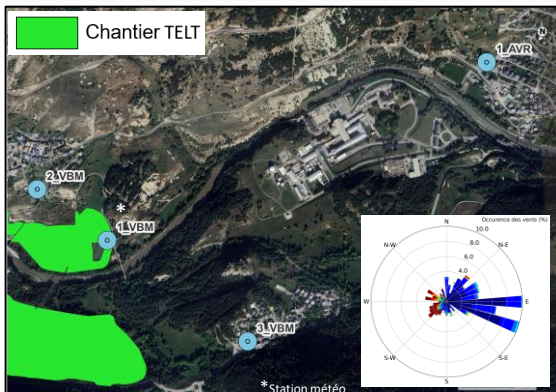 Chantier TELT
1_AVR
N
2_VBM
*
1_VBM
Occurence des vents (%)
N
10.0
8.0
N-W
N-E
6.0
4.0
W
E
S-W
S-E
S
3_VBM
*Station météo